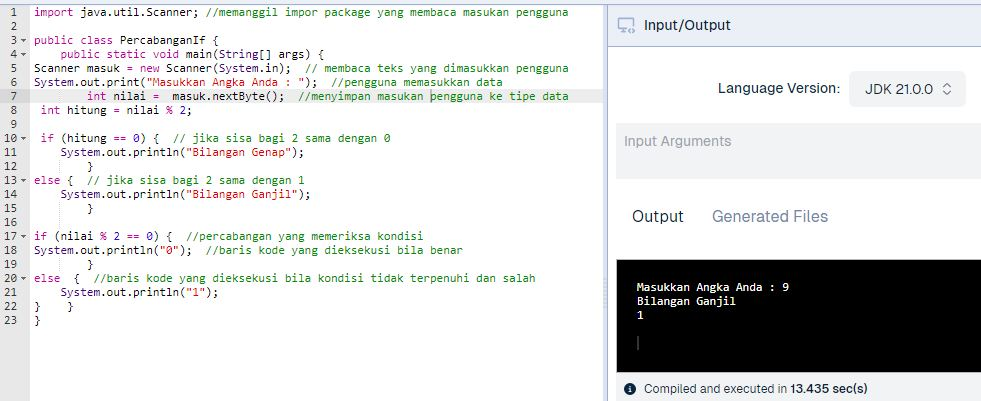 1 import java.util.Scanner; //memanggil impor package yang membaca masukan pengguna
2
3 public class PercabanganIf {
4     public static void main(String[] args) {
5 Scanner masuk = new Scanner(System.in);  // membaca teks yang dimasukkan pengguna
6 System.out.print("Masukkan Angka Anda : ");  //pengguna memasukkan data
7         int nilai =  masuk.nextByte();  //menyimpan masukan pengguna ke tipe data
8  int hitung = nilai % 2;
9
10  if (hitung == 0) {  // jika sisa bagi 2 sama dengan 0
11     System.out.println("Bilangan Genap");
12         }
13 else {  // jika sisa bagi 2 sama dengan 1
14     System.out.println("Bilangan Ganjil");
15         }
16
17 if (nilai % 2 == 0) {  //percabangan yang memeriksa kondisi
18 System.out.println("0");  //baris kode yang dieksekusi bila benar
19         }
20 else  {  //baris kode yang dieksekusi bila kondisi tidak terpenuhi dan salah
21     System.out.println("1");
22 }    }
23 }
Input/Output
Language Version: JDK 21.0.0
Input Arguments
Output Generated Files
Masukkan Angka Anda : 9
Bilangan Ganjil
1
Compiled and executed in 13.435 sec(s)